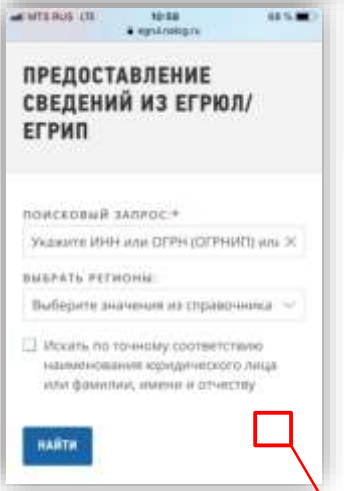 MTS RUS LTE 10:58 68 %
egrul.nalog.ru
ПРЕДОСТАВЛЕНИЕ
СВЕДЕНИЙ ИЗ ЕГРЮЛ/
ЕГРИП
ПОИСКОВЫЙ ЗАПРОС:*
Укажите ИНН или ОГРН (ОГРНИП) или
ВЫБРАТЬ РЕГИОНЫ:
Выберите значения из справочника
Искать по точному соответствию
наименования юридического лица
или фамилии, имени и отчеству
НАЙТИ